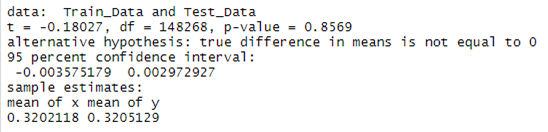 data:  Train_Data and Test_Data
t = -0.18027, df = 148268, p-value = 0.8569
alternative hypothesis: true difference in means is not equal to 0
95 percent confidence interval:
 -0.003575179  0.002972927
sample estimates:
mean of x mean of y
0.3202118 0.3205129